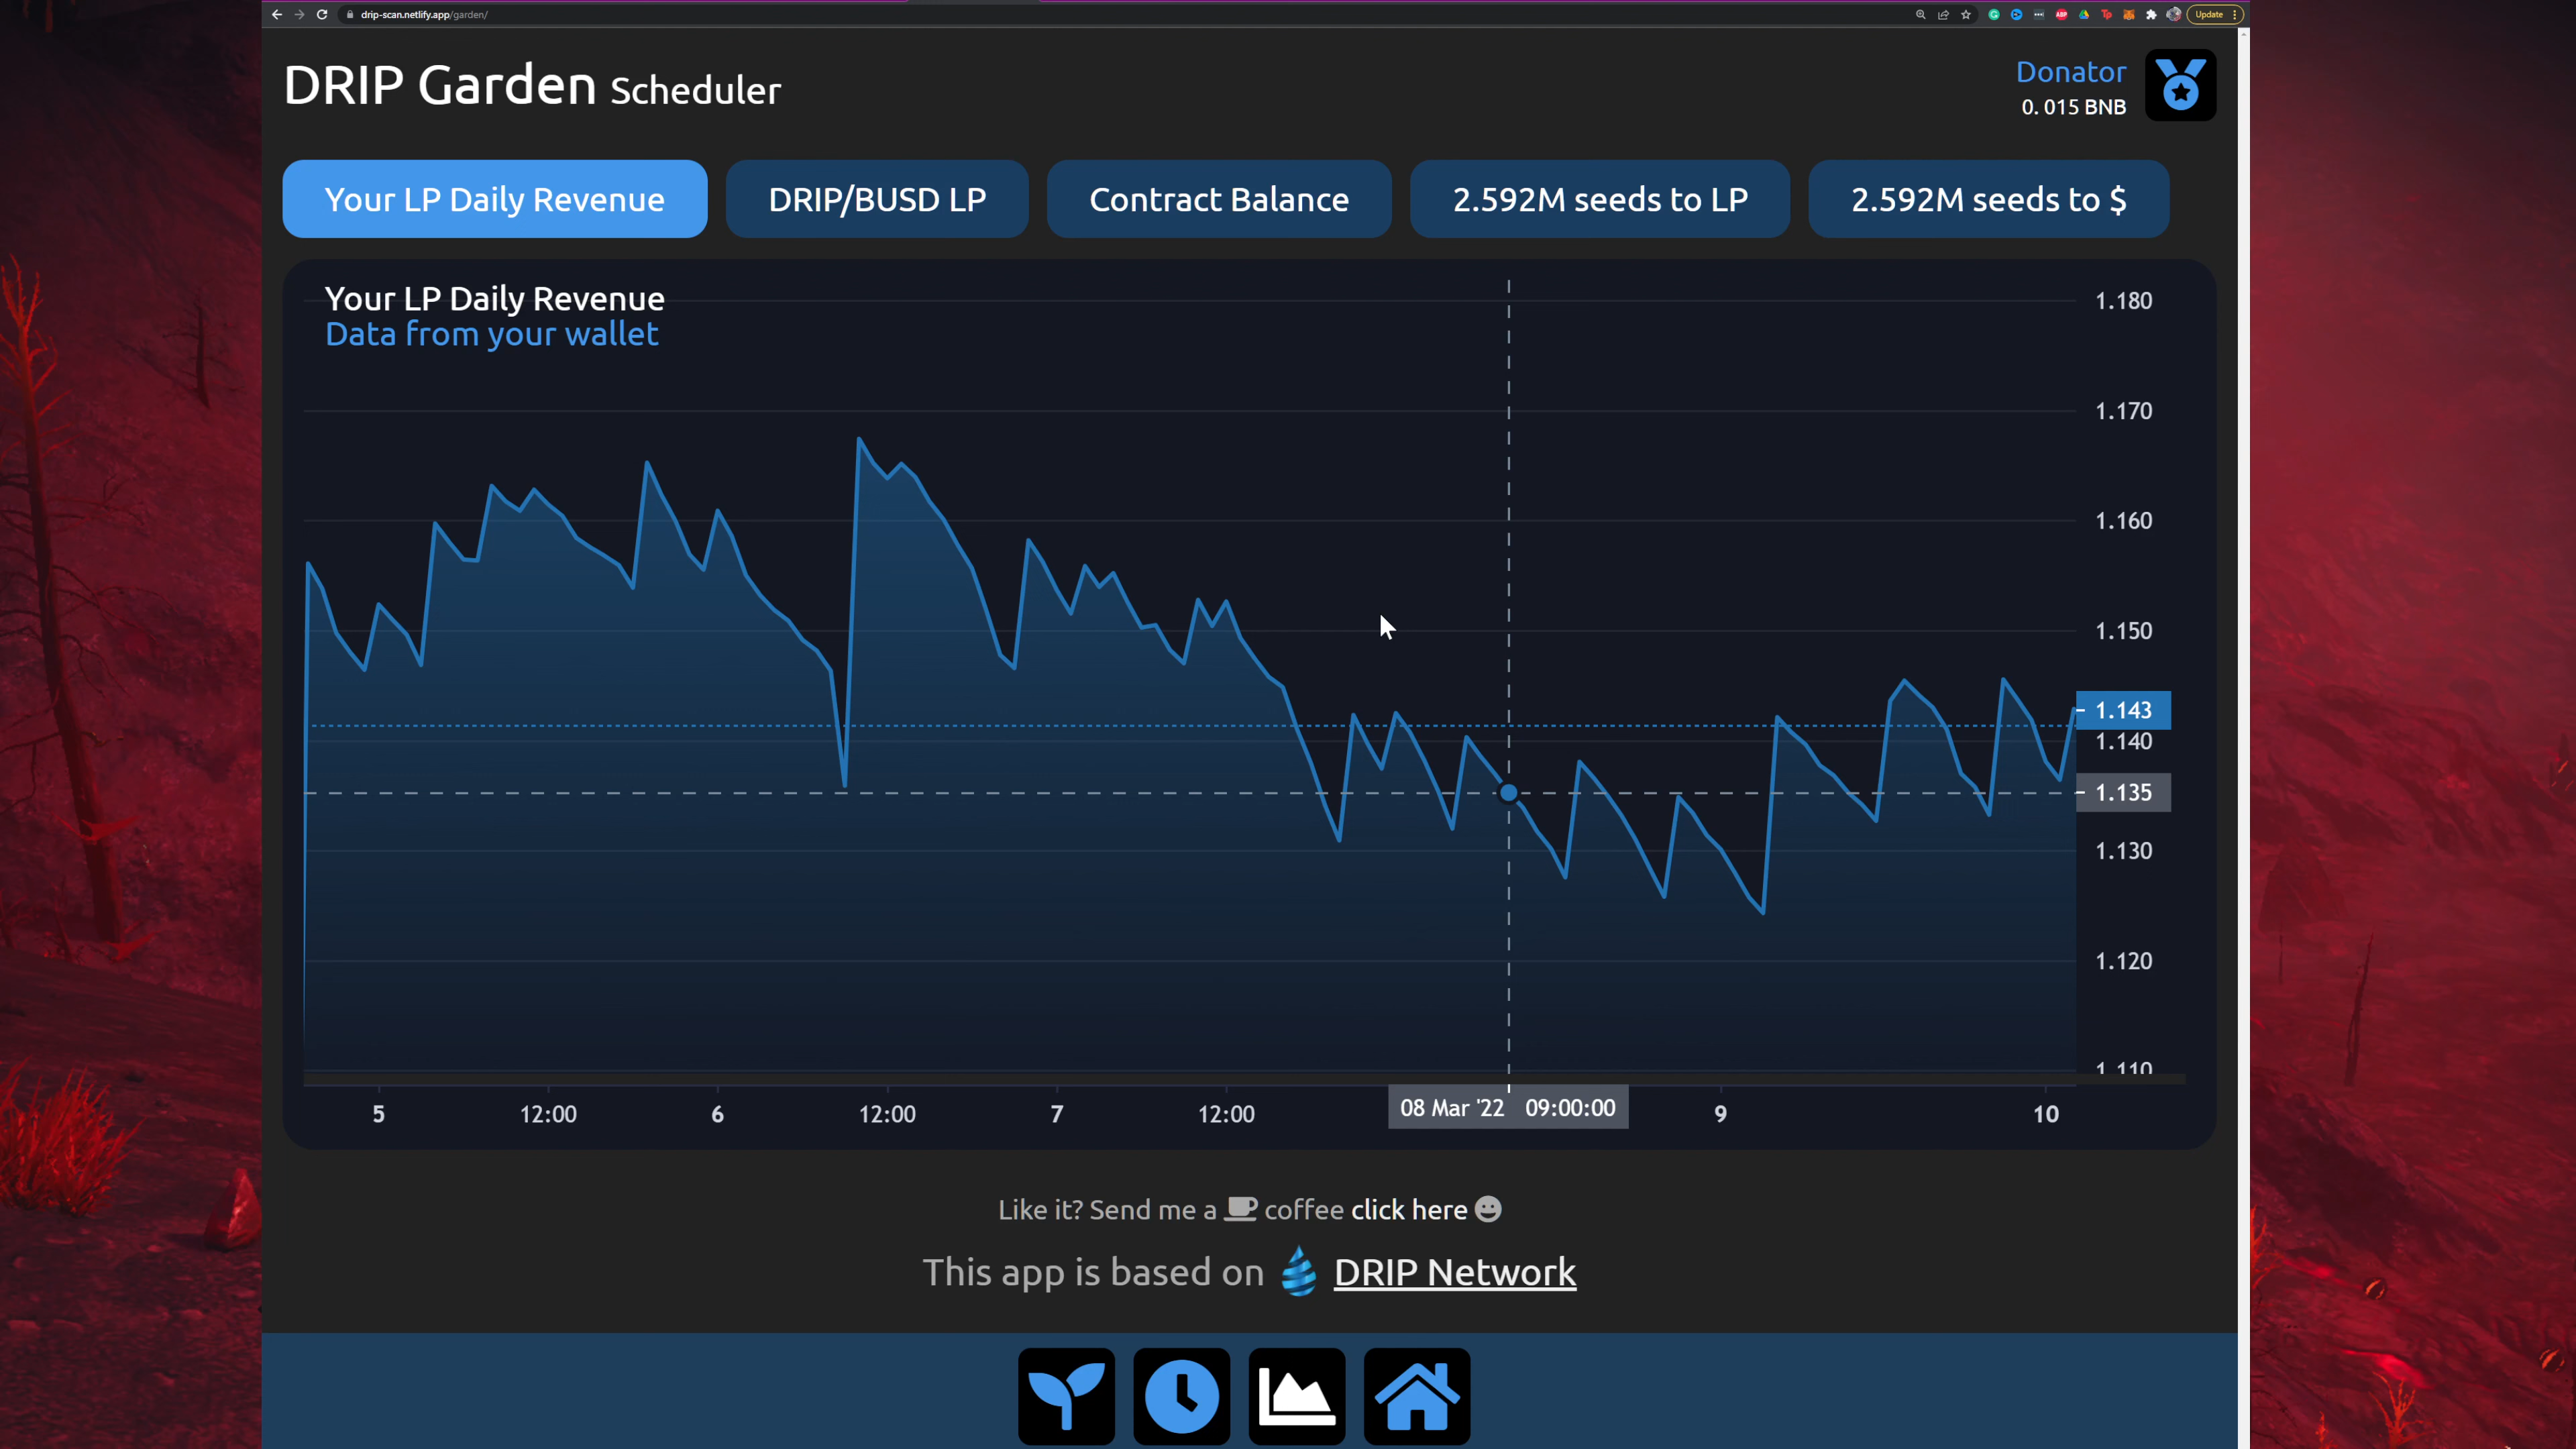 drip-scan.netlify.app/garden/
Update
DRIP Garden Scheduler
Donator
0. 015 BNB
Your LP Daily Revenue
DRIP/BUSD LP
Contract Balance
2.592M seeds to LP
2.592M seeds to $
Your LP Daily Revenue
Data from your wallet
1.180
1.170
1.160
1.150
1.143
1.140
1.135
1.130
1.120
1.110
5
12:00
6
12:00
7
12:00
08 Mar '22 09:00:00
9
10
Like it? Send me a coffee click here
This app is based on DRIP Network